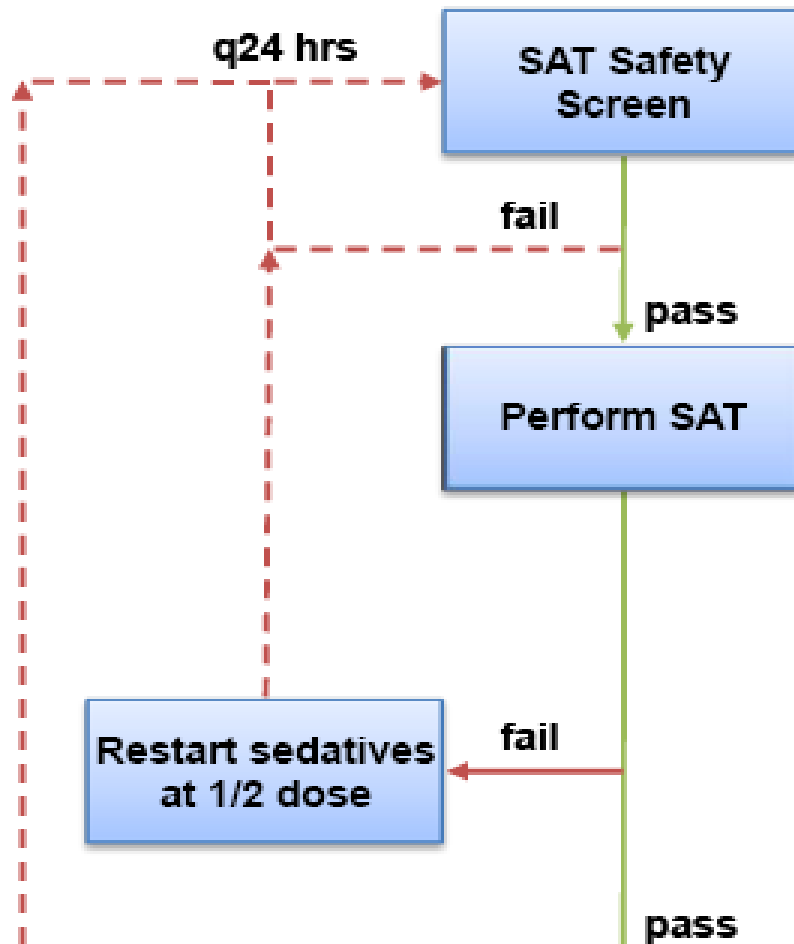 q24 hrs
SAT Safety
Screen
fail
pass
Perform SAT
fail
Restart sedatives
at 1/2 dose
pass